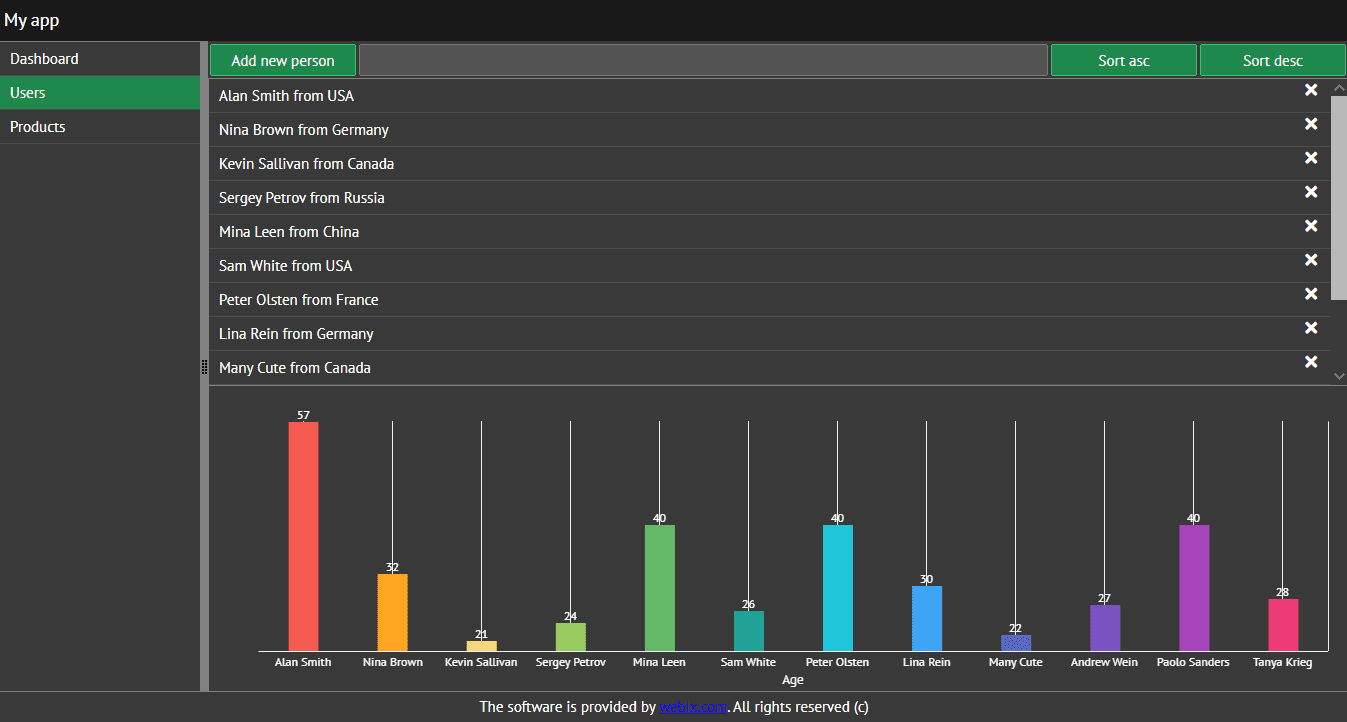 My app
Dashboard
Users
Products
Add new person
Sort asc
Sort desc
Alan Smith from USA
Nina Brown from Germany
Kevin Sallivan from Canada
Sergey Petrov from Russia
Mina Leen from China
Sam White from USA
Peter Olsten from France
Lina Rein from Germany
Many Cute from Canada
57
32
21
24
40
26
40
30
22
27
40
28
Alan Smith
Nina Brown
Kevin Sallivan
Sergey Petrov
Mina Leen
Sam White
Peter Olsten
Lina Rein
Many Cute
Andrew Wein
Paolo Sanders
Tanya Krieg
Age
The software is provided by webix.com. All rights reserved (c)